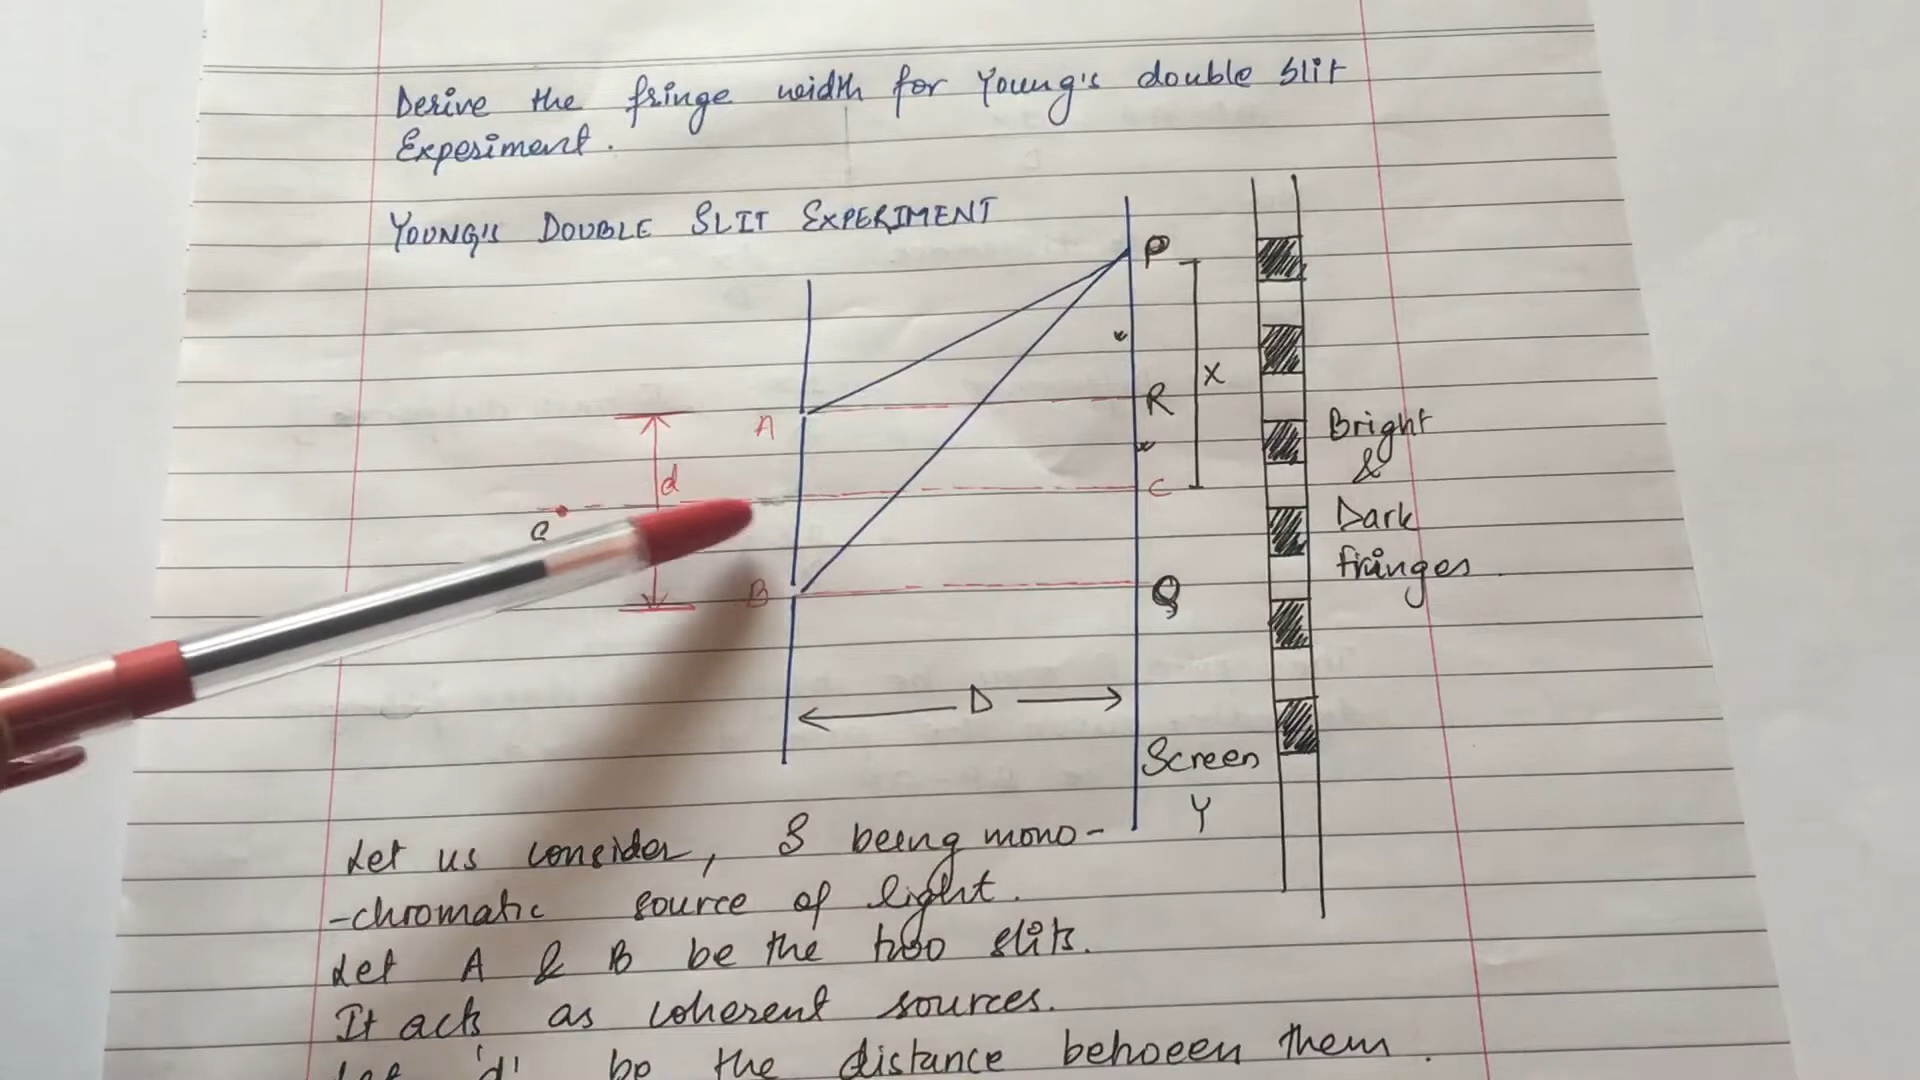 Derive the fringe width for Young's double slit
Experiment.
YOUNG'S DOUBLE SLIT EXPERIMENT
P
X
R
A
Bright
&
d
C
S
Dark
fringes
B
Q
D
Screen
Y
Let us consider, S being mono-
-chromatic source of light.
Let A & B be the two slits.
It acts as coherent sources.
Let 'd' be the distance between them.